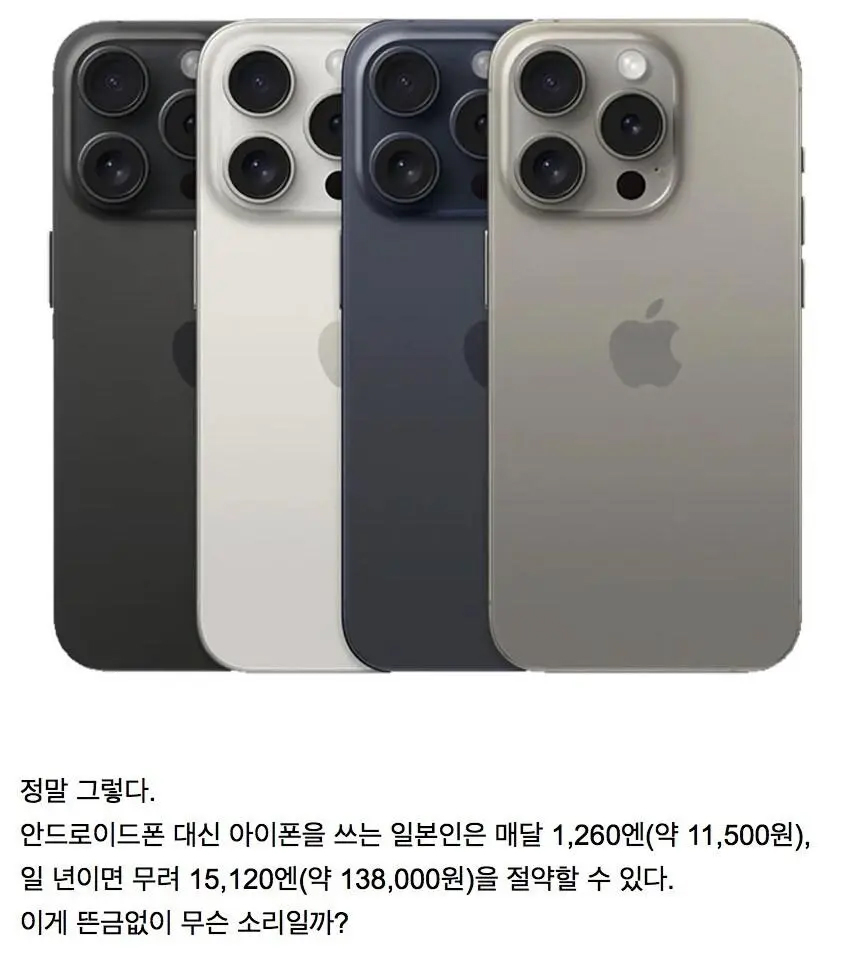 정말 그렇다.
안드로이드폰 대신 아이폰을 쓰는 일본인은 매달 1,260엔(약 11,500원),
일 년이면 무려 15,120엔(약 138,000원)을 절약할 수 있다.
이게 뜬금없이 무슨 소리일까?